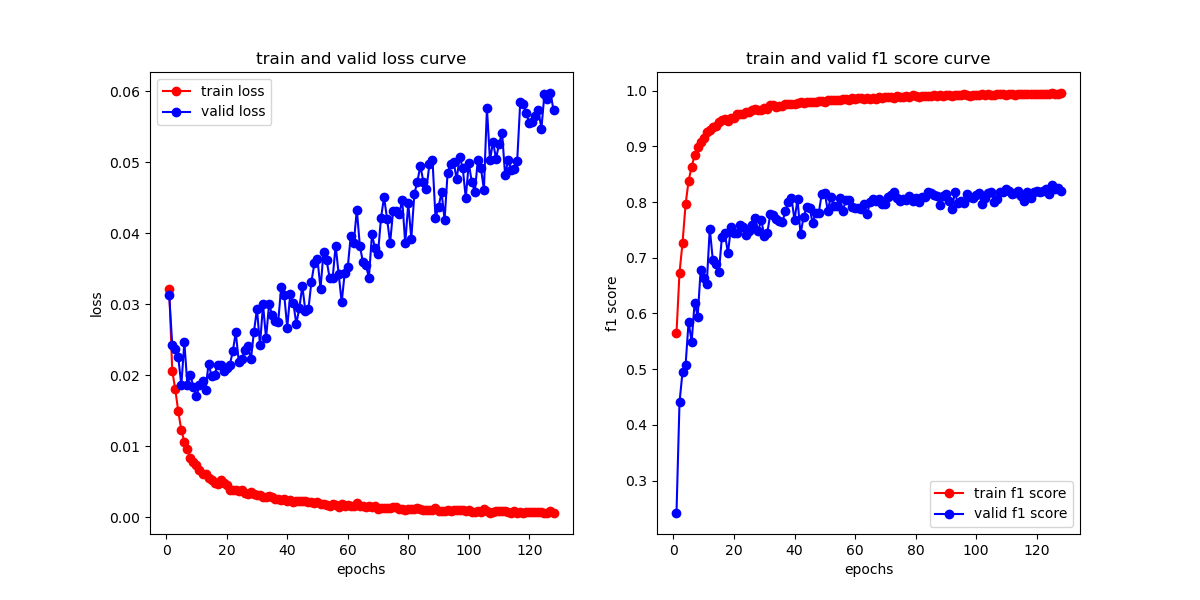 train and valid loss curve
train loss
valid loss
0.06
0.05
0.04
0.03
0.02
0.01
0.00
loss
0 20 40 60 80 100 120
epochs
train and valid f1 score curve
1.0
0.9
0.8
0.7
0.6
0.5
0.4
0.3
f1 score
train f1 score
valid f1 score
0 20 40 60 80 100 120
epochs